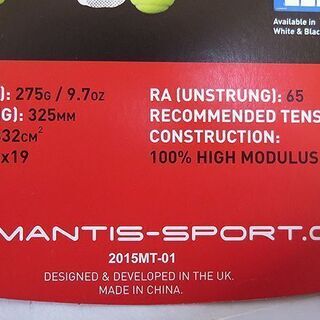 Available in
White & Blac
): 275G / 9.7OZ
G): 325MM
32CM²
x19
RA (UNSTRUNG): 65
RECOMMENDED TENS
CONSTRUCTION:
100% HIGH MODULUS
MANTIS-SPORT.C
2015MT-01
DESIGNED & DEVELOPED IN THE UK.
MADE IN CHINA.